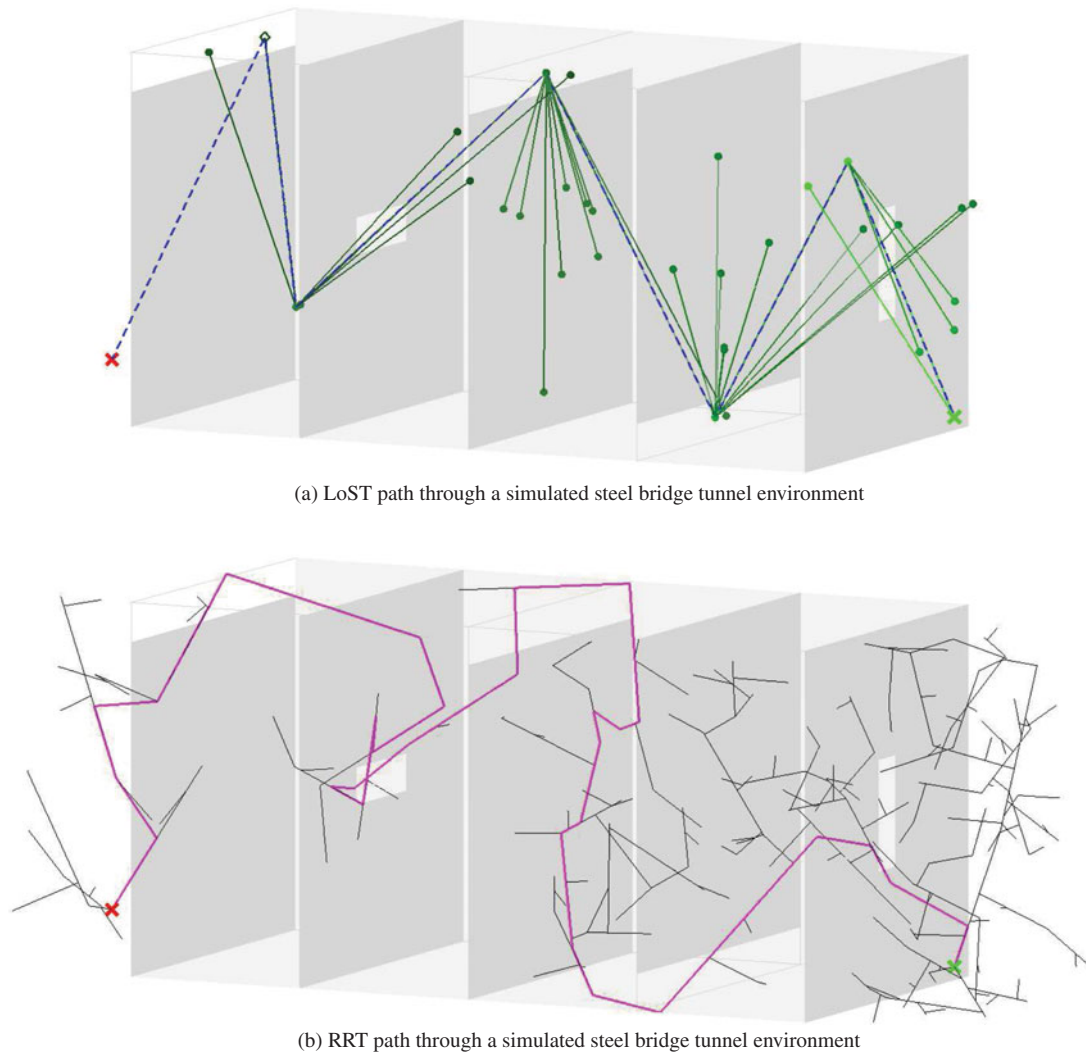 (a) LoST path through a simulated steel bridge tunnel environment
(b) RRT path through a simulated steel bridge tunnel environment